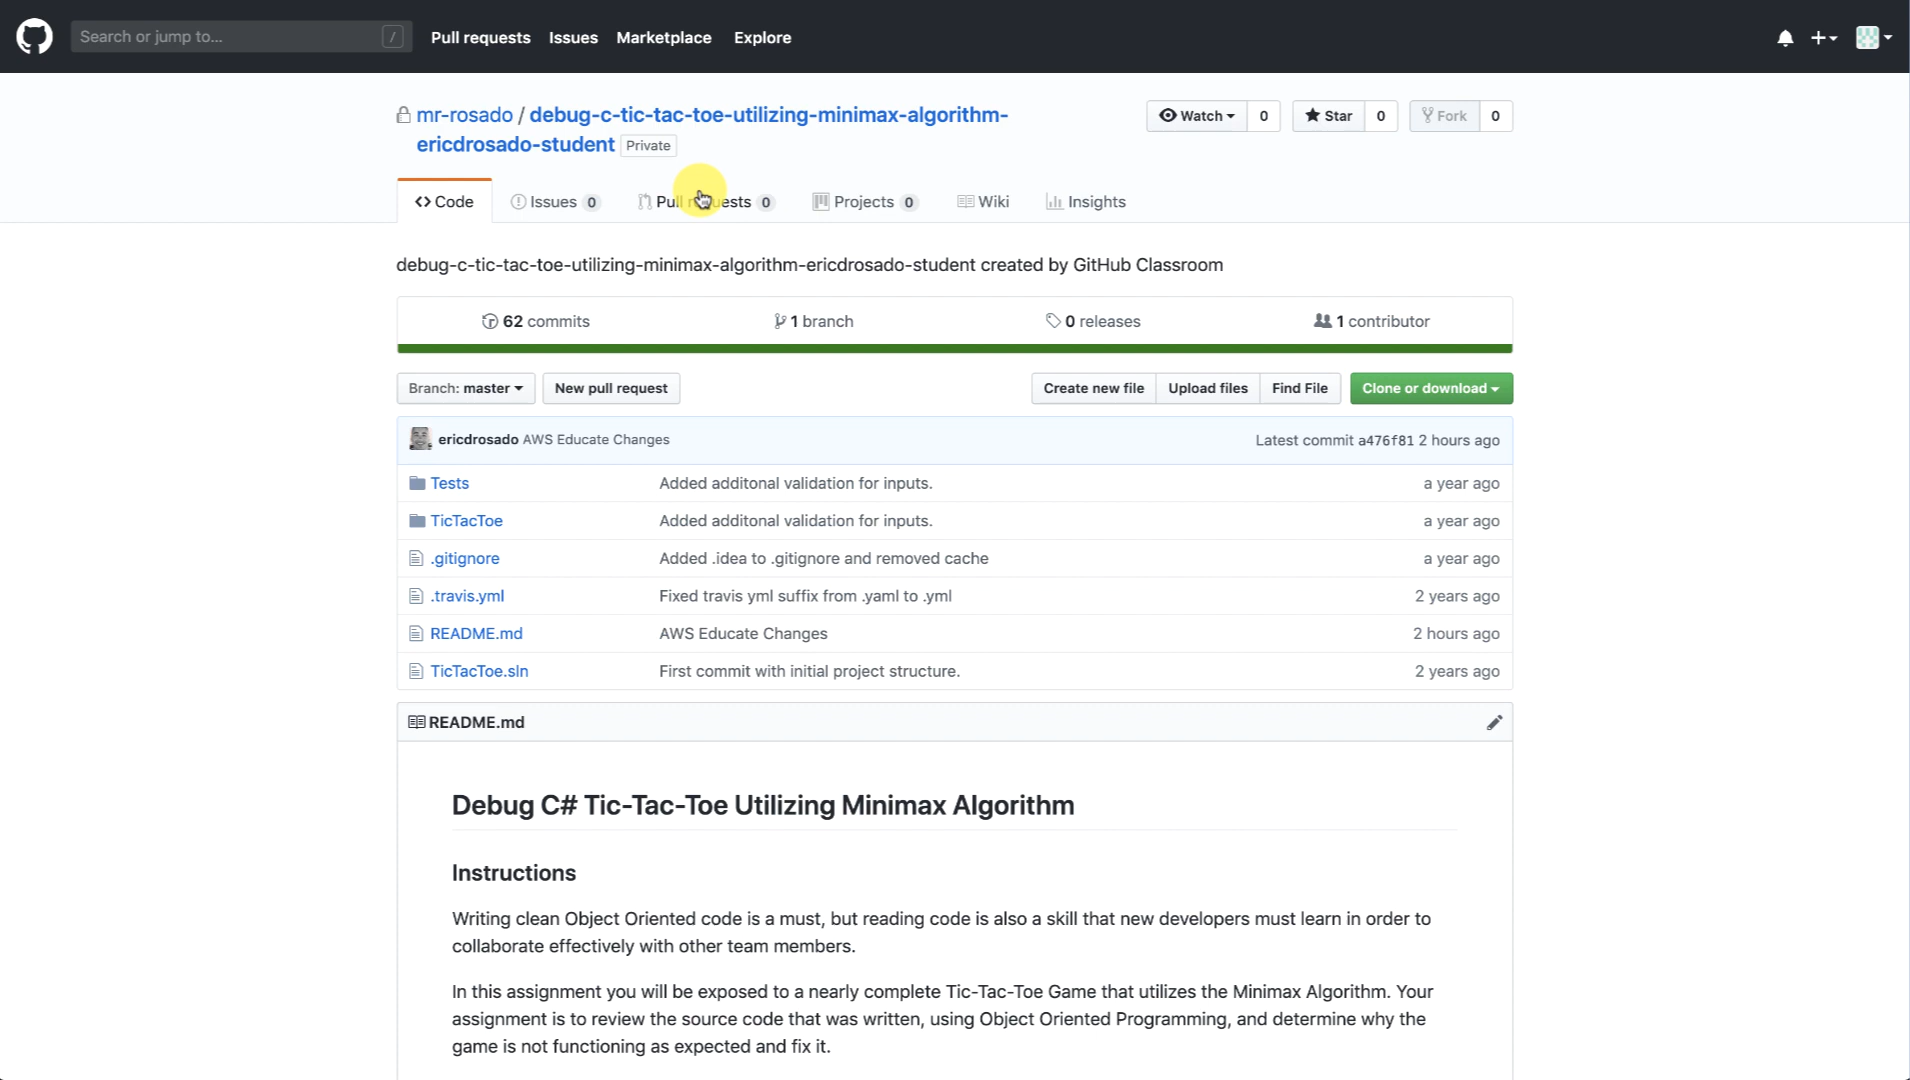 Search or jump to... /
Pull requests Issues Marketplace Explore
mr-rosado / debug-c-tic-tac-toe-utilizing-minimax-algorithm-
ericdrosado-student Private
Watch 0 Star 0 Fork 0
Code Issues 0 Pull requests 0 Projects 0 Wiki Insights
debug-c-tic-tac-toe-utilizing-minimax-algorithm-ericdrosado-student created by GitHub Classroom
62 commits 1 branch 0 releases 1 contributor
Branch: master New pull request Create new file Upload files Find File Clone or download
ericdrosado AWS Educate Changes Latest commit a476f81 2 hours ago
Tests Added additonal validation for inputs. a year ago
TicTacToe Added additonal validation for inputs. a year ago
.gitignore Added .idea to .gitignore and removed cache a year ago
.travis.yml Fixed travis yml suffix from .yaml to .yml 2 years ago
README.md AWS Educate Changes 2 hours ago
TicTacToe.sln First commit with initial project structure. 2 years ago
README.md
Debug C# Tic-Tac-Toe Utilizing Minimax Algorithm
Instructions
Writing clean Object Oriented code is a must, but reading code is also a skill that new developers must learn in order to
collaborate effectively with other team members.
In this assignment you will be exposed to a nearly complete Tic-Tac-Toe Game that utilizes the Minimax Algorithm. Your
assignment is to review the source code that was written, using Object Oriented Programming, and determine why the
game is not functioning as expected and fix it.